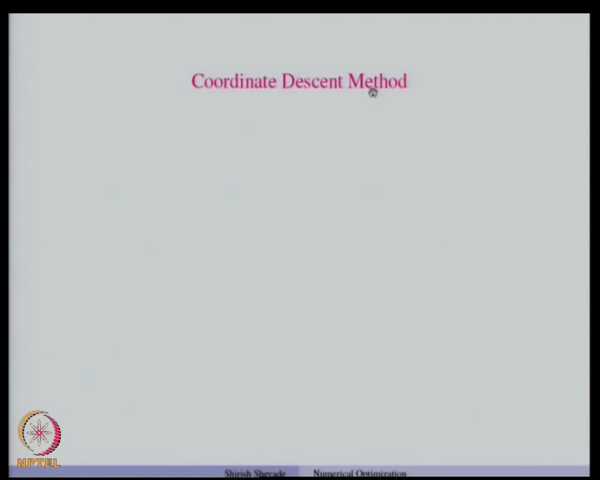 Coordinate Descent Method
NPTEL
Shirish Shevade Numerical Optimization